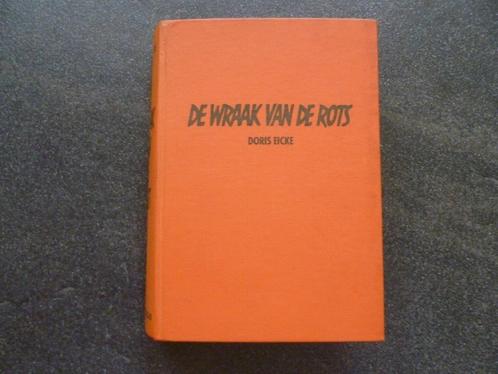 DE WRAAK VAN DE ROTS
DORIS EICKE